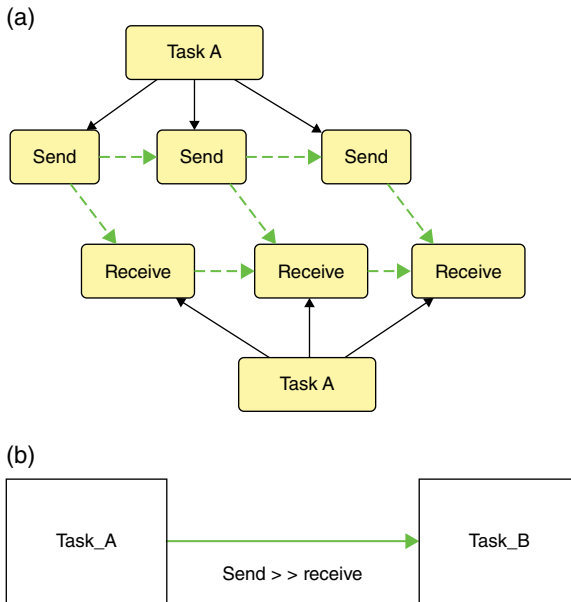 (a)
Task A
Send
Send
Send
Receive
Receive
Receive
Task A
(b)
Task_A
Task_B
Send > > receive